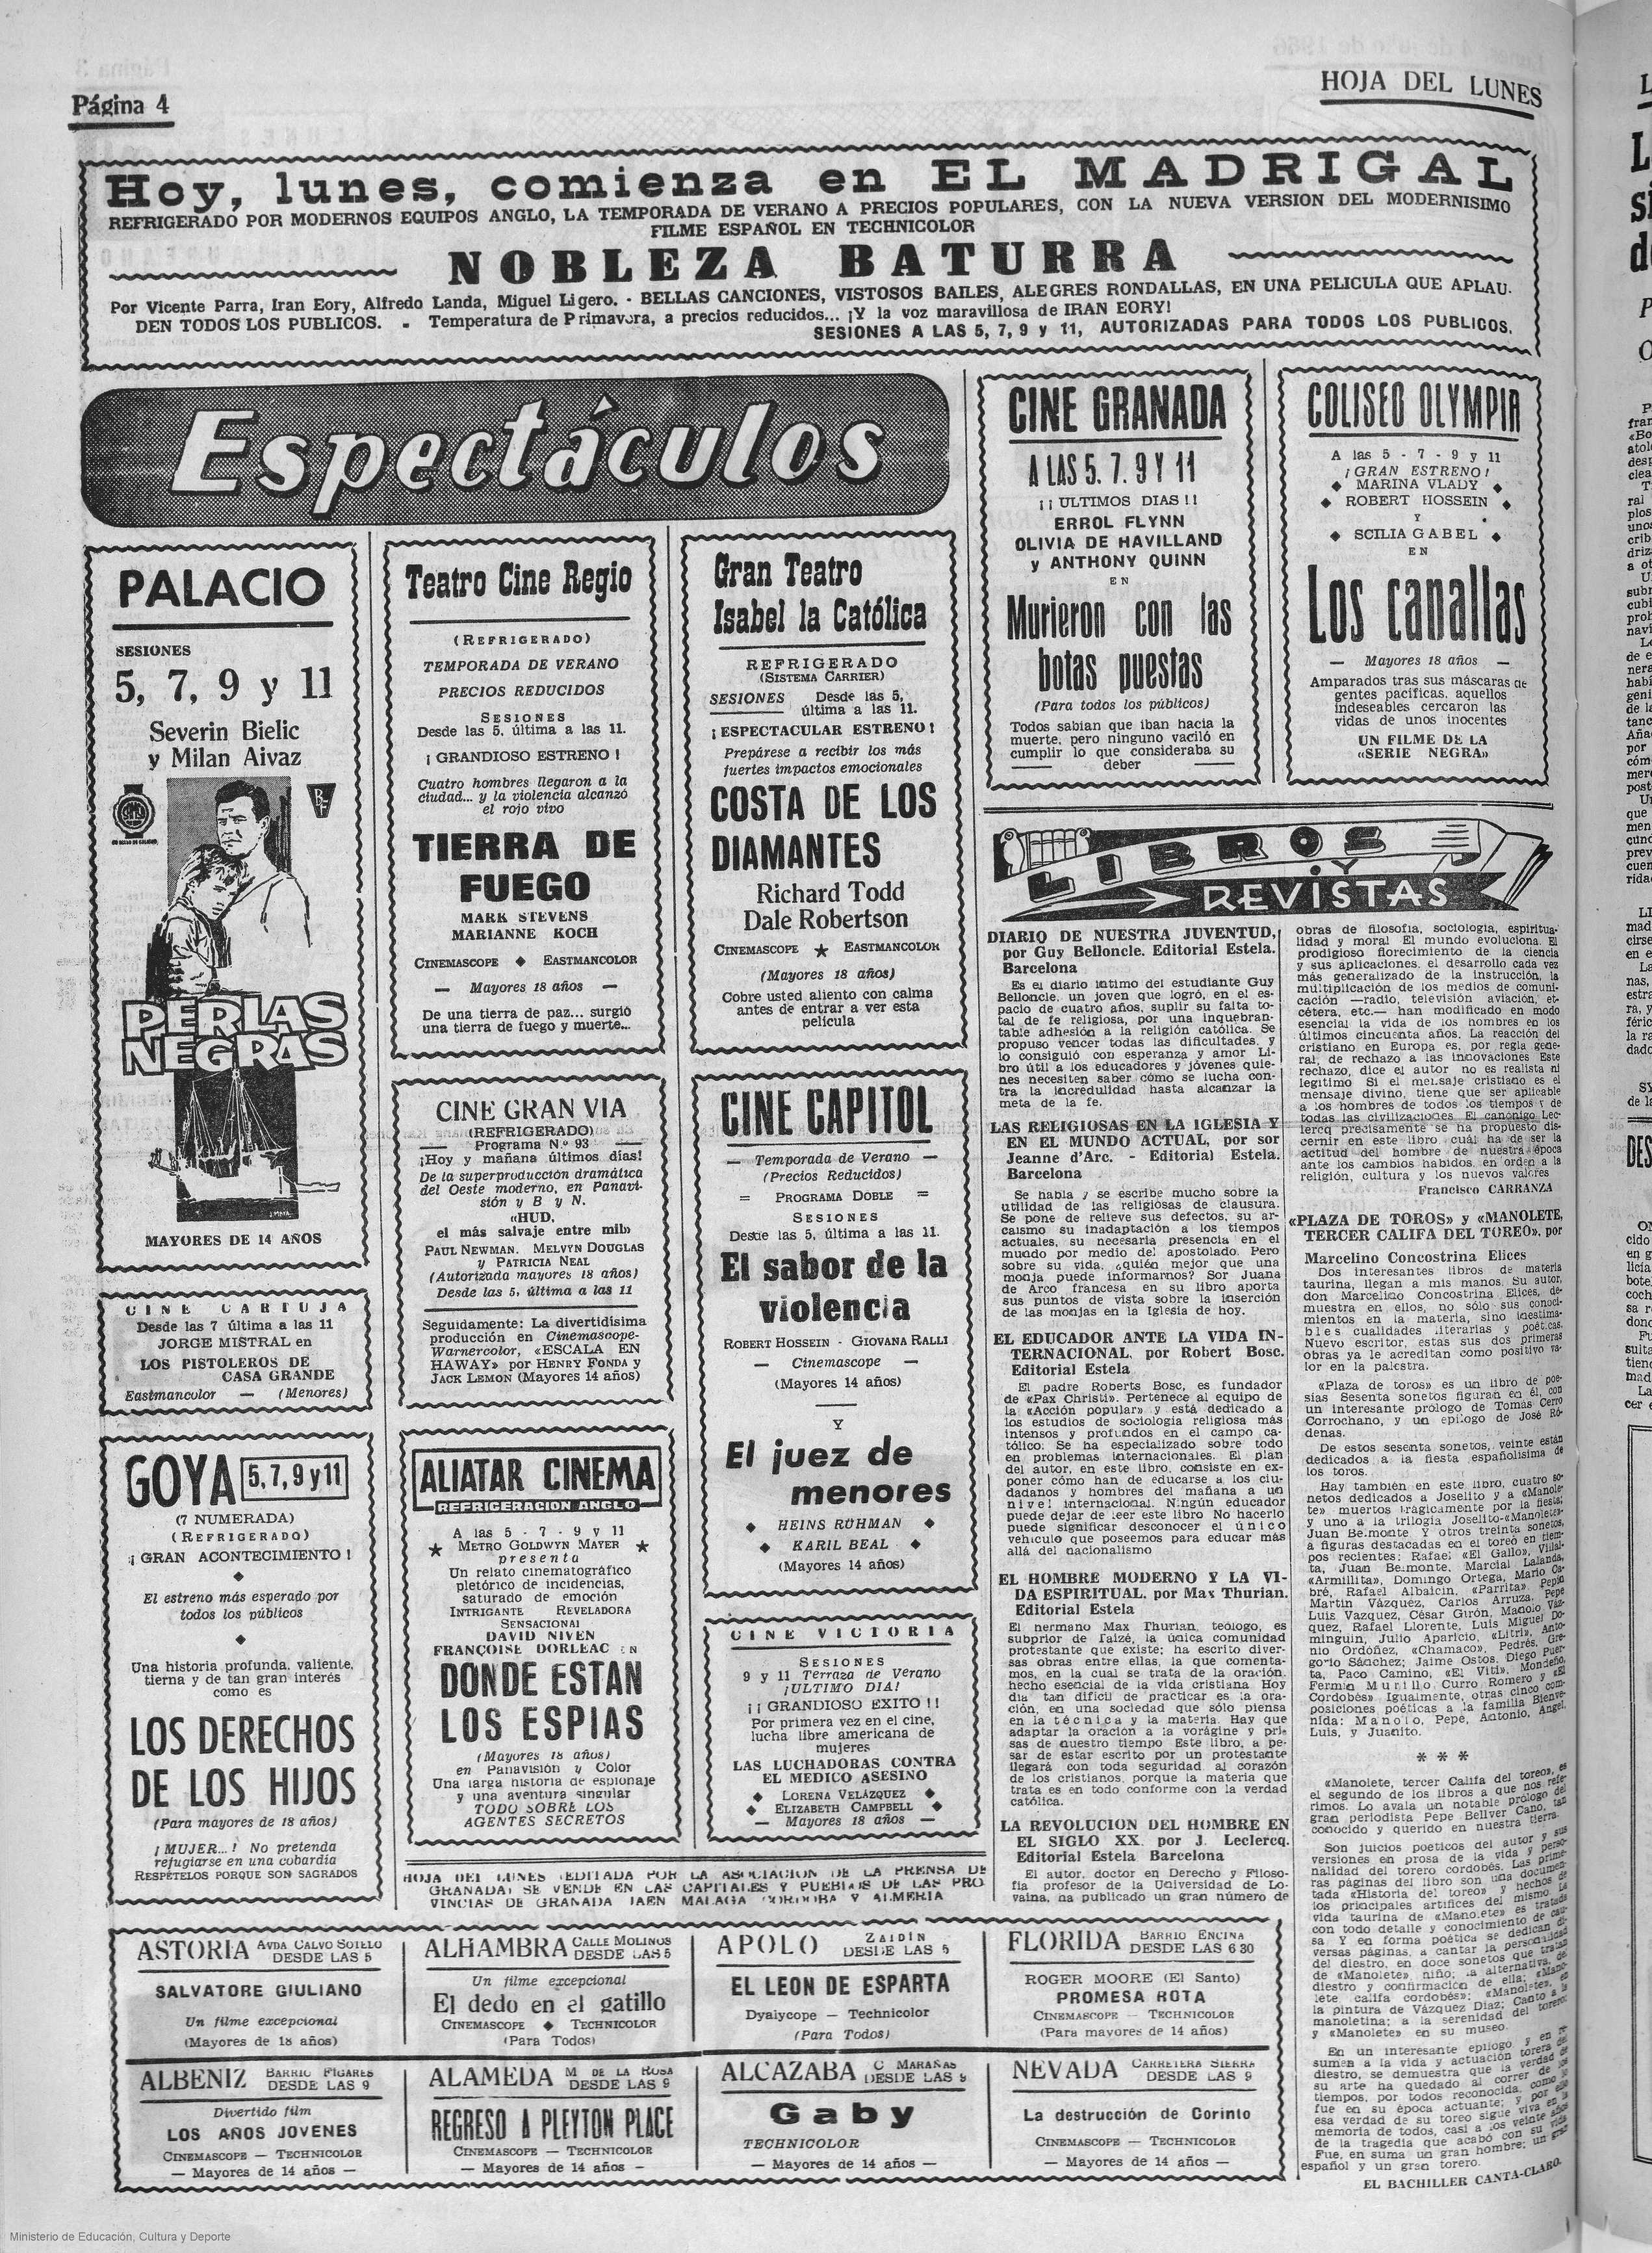 Página 4
HOJA DEL LUNES
Hoy, lunes, comienza en EL MADRIGAL
REFRIGERADO POR MODERNOS EQUIPOS ANGLO, LA TEMPORADA DE VERANO A PRECIOS POPULARES, CON LA NUEVA VERSION DEL MODERNISIMO
FILME ESPAÑOL EN TECHNICOLOR
NOBLEZA BATURRA
Por Vicente Parra, Iran Eory, Alfredo Landa, Miguel Ligero. - BELLAS CANCIONES, VISTOSOS BAILES, ALEGRES RONDALLAS, EN UNA PELICULA QUE APLAU-
DEN TODOS LOS PUBLICOS. - Temperatura de Primavera, a precios reducidos... ¡Y la voz maravillosa de IRAN EORY!
SESIONES A LAS 5, 7, 9 y 11, AUTORIZADAS PARA TODOS LOS PUBLICOS.
Espectáculos
PALACIO
SESIONES
5, 7, 9 y 11
Severin Bielic
y Milan Aivaz
PERLAS
NEGRAS
MAYORES DE 14 AÑOS
CINE CARTUJA
Desde las 7 última a las 11
JORGE MISTRAL en
LOS PISTOLEROS DE
CASA GRANDE
Eastmancolor — (Menores)
GOYA 5, 7, 9 y 11
(7 NUMERADA)
(REFRIGERADO)
¡GRAN ACONTECIMIENTO!
El estreno más esperado por
todos los públicos
Una historia profunda, valiente,
tierna y de tan gran interés
como es
LOS DERECHOS
DE LOS HIJOS
(Para mayores de 18 años)
¡MUJER...! No pretenda
refugiarse en una cobardía
RESPÉTELOS PORQUE SON SAGRADOS
Teatro Cine Regio
(REFRIGERADO)
TEMPORADA DE VERANO
PRECIOS REDUCIDOS
SESIONES
Desde las 5, última a las 11.
¡GRANDIOSO ESTRENO!
Cuatro hombres llegaron a la
ciudad... y la violencia alcanzó
el rojo vivo
TIERRA DE
FUEGO
MARK STEVENS
MARIANNE KOCH
CINEMASCOPE ◆ EASTMANCOLOR
— Mayores 18 años —
De una tierra de paz... surgió
una tierra de fuego y muerte...
CINE GRAN VIA
(REFRIGERADO)
Programa N.º 93
¡Hoy y mañana últimos días!
De la superproducción dramática
del Oeste moderno, en Panavi-
sión y B y N.
«HUD,
el más salvaje entre mil»
PAUL NEWMAN, MELVYN DOUGLAS
y PATRICIA NEAL
(Autorizada mayores 18 años)
Desde las 5, última a las 11
Seguidamente: La divertidísima
producción en Cinemascope-
Warnercolor, «ESCALA EN
HAWAY» por HENRY FONDA y
JACK LEMON (Mayores 14 años)
ALIATAR CINEMA
REFRIGERACION ANGLO
A las 5 - 7 - 9 y 11
★ METRO GOLDWYN MAYER ★
presenta
Un relato cinematográfico
pletórico de incidencias,
saturado de emoción
INTRIGANTE REVELADORA
SENSACIONAL
DAVID NIVEN
FRANÇOISE DORLEAC EN
DONDE ESTAN
LOS ESPIAS
(Mayores 18 años)
en Panavisión y Color
Una larga historia de espionaje
y una aventura singular
TODO SOBRE LOS
AGENTES SECRETOS
Gran Teatro
Isabel la Católica
REFRIGERADO
(SISTEMA CARRIER)
SESIONES Desde las 5,
última a las 11.
¡ESPECTACULAR ESTRENO!
Prepárese a recibir los más
fuertes impactos emocionales
COSTA DE LOS
DIAMANTES
Richard Todd
Dale Robertson
CINEMASCOPE ★ EASTMANCOLOR
(Mayores 18 años)
Cobre usted aliento con calma
antes de entrar a ver esta
película
CINE CAPITOL
— Temporada de Verano —
(Precios Reducidos)
= PROGRAMA DOBLE =
SESIONES
Desde las 5, última a las 11.
El sabor de la
violencia
ROBERT HOSSEIN - GIOVANA RALLI
— Cinemascope —
(Mayores 14 años)
Y
El juez de
menores
◆ HEINS RÜHMAN ◆
◆ KARIL BEAL ◆
(Mayores 14 años)
CINE VICTORIA
SESIONES
9 y 11 Terraza de Verano
¡ULTIMO DIA!
¡¡GRANDIOSO EXITO!!
Por primera vez en el cine,
lucha libre americana de
mujeres
LAS LUCHADORAS CONTRA
EL MEDICO ASESINO
◆ LORENA VELÁZQUEZ ◆
◆ ELIZABETH CAMPBELL ◆
— Mayores 18 años —
HOJA DEL LUNES (EDITADA POR LA ASOCIACION DE LA PRENSA DE
GRANADA) SE VENDE EN LAS CAPITALES Y PUEBLOS DE LAS PRO
VINCIAS DE GRANADA JAEN MALAGA CORDOBA Y ALMERIA
CINE GRANADA
A LAS 5, 7, 9 Y 11
¡¡ULTIMOS DIAS!!
ERROL FLYNN
OLIVIA DE HAVILLAND
y ANTHONY QUINN
EN
Murieron con las
botas puestas
(Para todos los públicos)
Todos sabían que iban hacia la
muerte, pero ninguno vaciló en
cumplir lo que consideraba su
deber
COLISEO OLYMPIA
A las 5 - 7 - 9 y 11
¡GRAN ESTRENO!
◆ MARINA VLADY ◆
◆ ROBERT HOSSEIN ◆
Y
◆ SCILIA GABEL ◆
EN
Los canallas
— Mayores 18 años —
Amparados tras sus máscaras de
gentes pacíficas, aquellos
indeseables cercaron las
vidas de unos inocentes
UN FILME DE LA
«SERIE NEGRA»
LIBROS
Y
REVISTAS
DIARIO DE NUESTRA JUVENTUD,
por Guy Belloncle. Editorial Estela.
Barcelona
Es el diario íntimo del estudiante Guy
Belloncle, un joven que logró, en el es-
pacio de cuatro años, suplir su falta to-
tal de fe religiosa, por una inquebran-
table adhesión a la religión católica. Se
propuso vencer todas las dificultades, y
lo consiguió con esperanza y amor Li-
bro útil a los educadores y jóvenes quie-
nes necesiten saber cómo se lucha con-
tra la incredulidad hasta alcanzar la
meta de la fe.
LAS RELIGIOSAS EN LA IGLESIA Y
EN EL MUNDO ACTUAL, por sor
Jeanne d'Arc. - Editorial Estela.
Barcelona
Se habla y se escribe mucho sobre la
utilidad de las religiosas de clausura.
Se pone de relieve sus defectos, su ar-
caísmo su inadaptación a los tiempos
actuales, su necesaria presencia en el
mundo por medio del apostolado. Pero
sobre su vida, ¿quién mejor que una
monja puede informarnos? Sor Juana
de Arco francesa en su libro aporta
sus puntos de vista sobre la inserción
de las monjas en la Iglesia de hoy.
EL EDUCADOR ANTE LA VIDA IN-
TERNACIONAL, por Robert Bosc.
Editorial Estela
El padre Roberts Bosc, es fundador
de «Pax Christi». Pertenece al equipo de
la «Acción popular» y está dedicado a
los estudios de sociología religiosa más
intensos y profundos en el campo ca-
tólico. Se ha especializado sobre todo
en problemas internacionales. El plan
del autor, en este libro, consiste en ex-
poner cómo han de educarse a los ciu-
dadanos y hombres del mañana a un
nivel internacional. Ningún educador
puede dejar de leer este libro No hacerlo
puede significar desconocer el único
vehículo que poseemos para educar más
allá del nacionalismo
EL HOMBRE MODERNO Y LA VI-
DA ESPIRITUAL, por Max Thurian.
Editorial Estela
El hermano Max Thurian, teólogo, es
subprior de Taizé, la única comunidad
protestante que existe; ha escrito diver-
sas obras entre ellas, la que comenta-
mos, en la cual se trata de la oración,
hecho esencial de la vida cristiana Hoy
día tan difícil de practicar es la ora-
ción, en una sociedad que sólo piensa
en la técnica y la materia. Hay que
adaptar la oración a la vorágine y pri-
sas de nuestro tiempo Este libro, a pe-
sar de estar escrito por un protestante
llegará con toda seguridad al corazón
de los cristianos, porque la materia que
trata es en todo conforme con la verdad
católica.
LA REVOLUCION DEL HOMBRE EN
EL SIGLO XX, por J. Leclercq.
Editorial Estela Barcelona
El autor, doctor en Derecho y Filoso-
fía profesor de la Universidad de Lo-
vaina, ha publicado un gran número de
obras de filosofía, sociología, espiritua-
lidad y moral El mundo evoluciona. El
prodigioso florecimiento de la ciencia
y sus aplicaciones, el desarrollo cada vez
más generalizado de la instrucción, la
multiplicación de los medios de comuni-
cación —radio, televisión aviación, et-
cétera, etc.— han modificado en modo
esencial la vida de los hombres en los
últimos cincuenta años. La reacción del
cristiano en Europa es, por regla gene-
ral, de rechazo a las innovaciones Este
rechazo, dice el autor no es realista ni
legítimo Si el mensaje cristiano es el
mensaje divino, tiene que ser aplicable
a los hombres de todos los tiempos y de
todas las civilizaciones El canónigo Lec-
lercq precisamente se ha propuesto dis-
cernir en este libro cuál ha de ser la
actitud del hombre de nuestra época
ante los cambios habidos, en orden a la
religión, cultura y los nuevos valores
Francisco CARRANZA
«PLAZA DE TOROS» y «MANOLETE,
TERCER CALIFA DEL TOREO», por
Marcelino Concostrina Elices
Dos interesantes libros de materia
taurina, llegan a mis manos. Su autor,
don Marcelino Concostrina Elices, de-
muestra en ellos, no sólo sus conoci-
mientos en la materia, sino inestima-
bles cualidades literarias y poéticas.
Nuevo escritor, estas sus dos primeras
obras ya le acreditan como positivo va-
lor en la palestra.
«Plaza de toros» es un libro de poe-
sías Sesenta sonetos figuran en él, con
un interesante prólogo de Tomás Cerro
Corrochano, y un epílogo de José Ró-
denas.
De estos sesenta sonetos, veinte están
dedicados a la fiesta españolísima de
los toros.
Hay también en este libro, cuatro so-
netos dedicados a Joselito y a «Manole-
te» muertos trágicamente por la fiesta;
y uno a la trilogía Joselito-«Manolete»-
Juan Belmonte Y otros treinta sonetos,
a figuras destacadas en el toreo en tiem-
pos recientes: Rafael «El Gallo», Villal-
ta, Juan Belmonte, Marcial Lalanda,
«Armillita», Domingo Ortega, Mario Ca-
bré, Rafael Albaicín, «Parrita» Pepín
Martín Vázquez, Carlos Arruza, Pepe
Luis Vazquez, César Girón, Manolo Váz-
quez, Rafael Llorente, Luis Miguel Do-
minguín, Julio Aparicio, «Litri», Anto-
nio Ordóñez, «Chamaco», Pedrés, Gre-
gorio Sánchez; Jaime Ostos, Diego Puer-
ta, Paco Camino, «El Viti», Mondeño,
Fermín Murillo Curro Romero y «El
Cordobés» Igualmente, otras cinco com-
posiciones poéticas a la familia Bienve-
nida: Manolo, Pepe, Antonio, Angel,
Luis, y Juanito.
* * *
«Manolete, tercer Califa del toreo», es
el segundo de los libros a que nos refe-
rimos. Lo avala un notable prólogo del
gran periodista Pepe Bellver Cano, tan
conocido y querido en nuestra tierra.
Son juicios poéticos del autor y sus
versiones en prosa de la vida y perso-
nalidad del torero cordobés. Las prime-
ras páginas del libro son una documen-
tada «Historia del toreo» y hechos de
los principales artífices del mismo. La
vida taurina de «Manolete» es tratada
con todo detalle y conocimiento de cau-
sa. Y en forma poética se dedican di-
versas páginas, a cantar la personalidad
del diestro, en doce sonetos que tratan
de «Manolete» niño; la alternativa, de
diestro y confirmación de ella; «Mano-
lete califa cordobés»; «Manolete», en
la pintura de Vázquez Díaz; Canto a la
manoletina; a la serenidad del torero;
y «Manolete» en su museo.
En un interesante epílogo y en re
sumen a la vida y actuación torera del
diestro, se demuestra que la verdad de
su arte ha quedado al correr de los
tiempos, por todos reconocida, como lo
fue en su época actuante; y por ello
esa verdad de su toreo sigue viva en la
memoria de todos, casi a los veinte años
de la tragedia que acabó con su vida
Fue, en suma un gran hombre; un gran
español y un gran torero.
EL BACHILLER CANTA-CLARO.
ASTORIA AVDA CALVO SOTELO
DESDE LAS 5
SALVATORE GIULIANO
Un filme excepcional
(Mayores de 18 años)
ALHAMBRA CALLE MOLINOS
DESDE LAS 5
Un filme excepcional
El dedo en el gatillo
CINEMASCOPE ◆ TECHNICOLOR
(Para Todos)
APOLO ZAIDÍN
DESDE LAS 5
EL LEON DE ESPARTA
Dyalycope — Technicolor
(Para Todos)
FLORIDA BARRIO ENCINA
DESDE LAS 6 30
ROGER MOORE (El Santo)
PROMESA ROTA
CINEMASCOPE — TECHNICOLOR
(Para mayores de 14 años)
ALBENIZ BARRIO FIGARES
DESDE LAS 9
Divertido film
LOS AÑOS JOVENES
CINEMASCOPE — TECHNICOLOR
— Mayores de 14 años —
ALAMEDA M DE LA ROSA
DESDE LAS 9
REGRESO A PLEYTON PLACE
CINEMASCOPE — TECHNICOLOR
— Mayores de 14 años —
ALCAZABA C MARAÑAS
DESDE LAS 9
Gaby
TECHNICOLOR
— Mayores de 14 años —
NEVADA CARRETERA SIERRA
DESDE LAS 9
La destrucción de Corinto
CINEMASCOPE — TECHNICOLOR
— Mayores de 14 años —
Ministerio de Educación, Cultura y Deporte